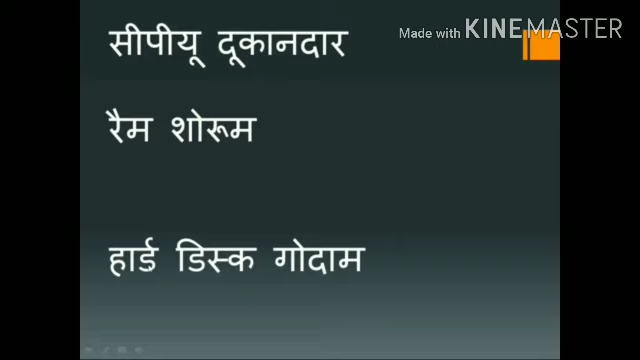 सीपीयू दूकानदार
Made with KINEMASTER
रैम शोरूम
हार्ड डिस्क गोदाम